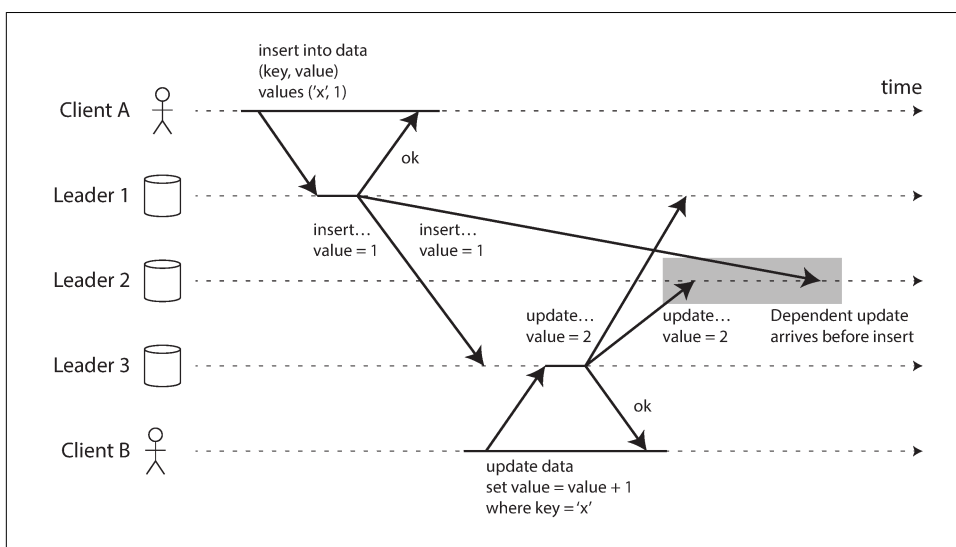 insert into data
(key, value)
values (‘x’, 1)
time
Client A
ok
Leader 1
insert…
value = 1
insert…
value = 1
Leader 2
update…
value = 2
update…
value = 2
Dependent update
arrives before insert
Leader 3
ok
Client B
update data
set value = value + 1
where key = ‘x’